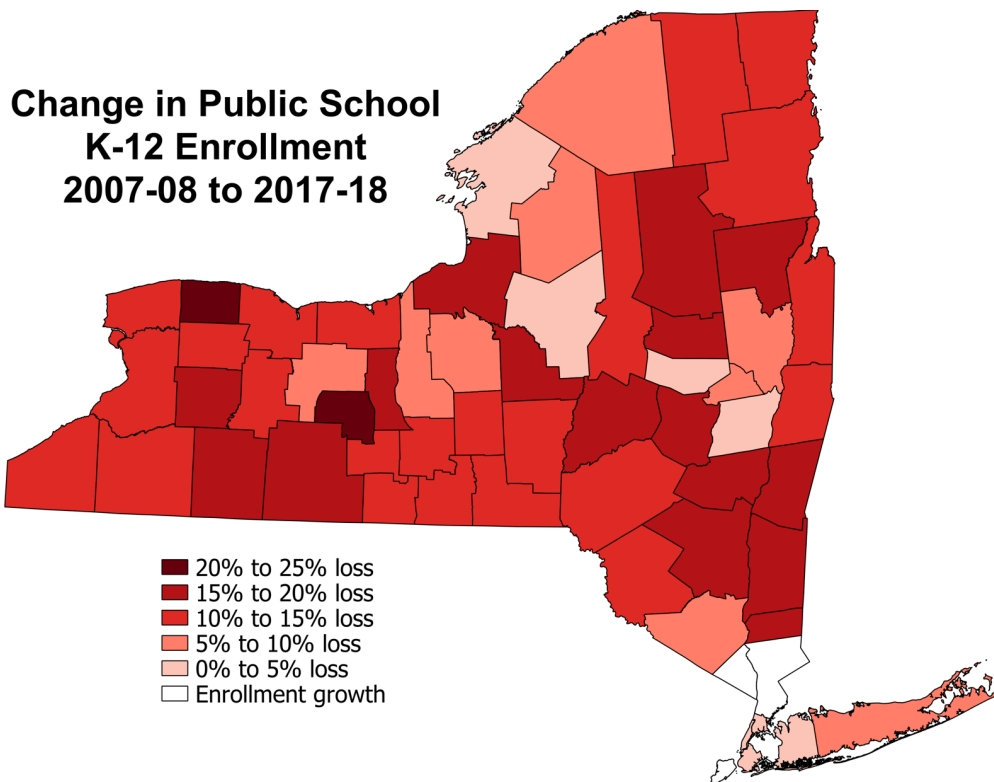 Change in Public School
K-12 Enrollment
2007-08 to 2017-18
20% to 25% loss
15% to 20% loss
10% to 15% loss
5% to 10% loss
0% to 5% loss
Enrollment growth